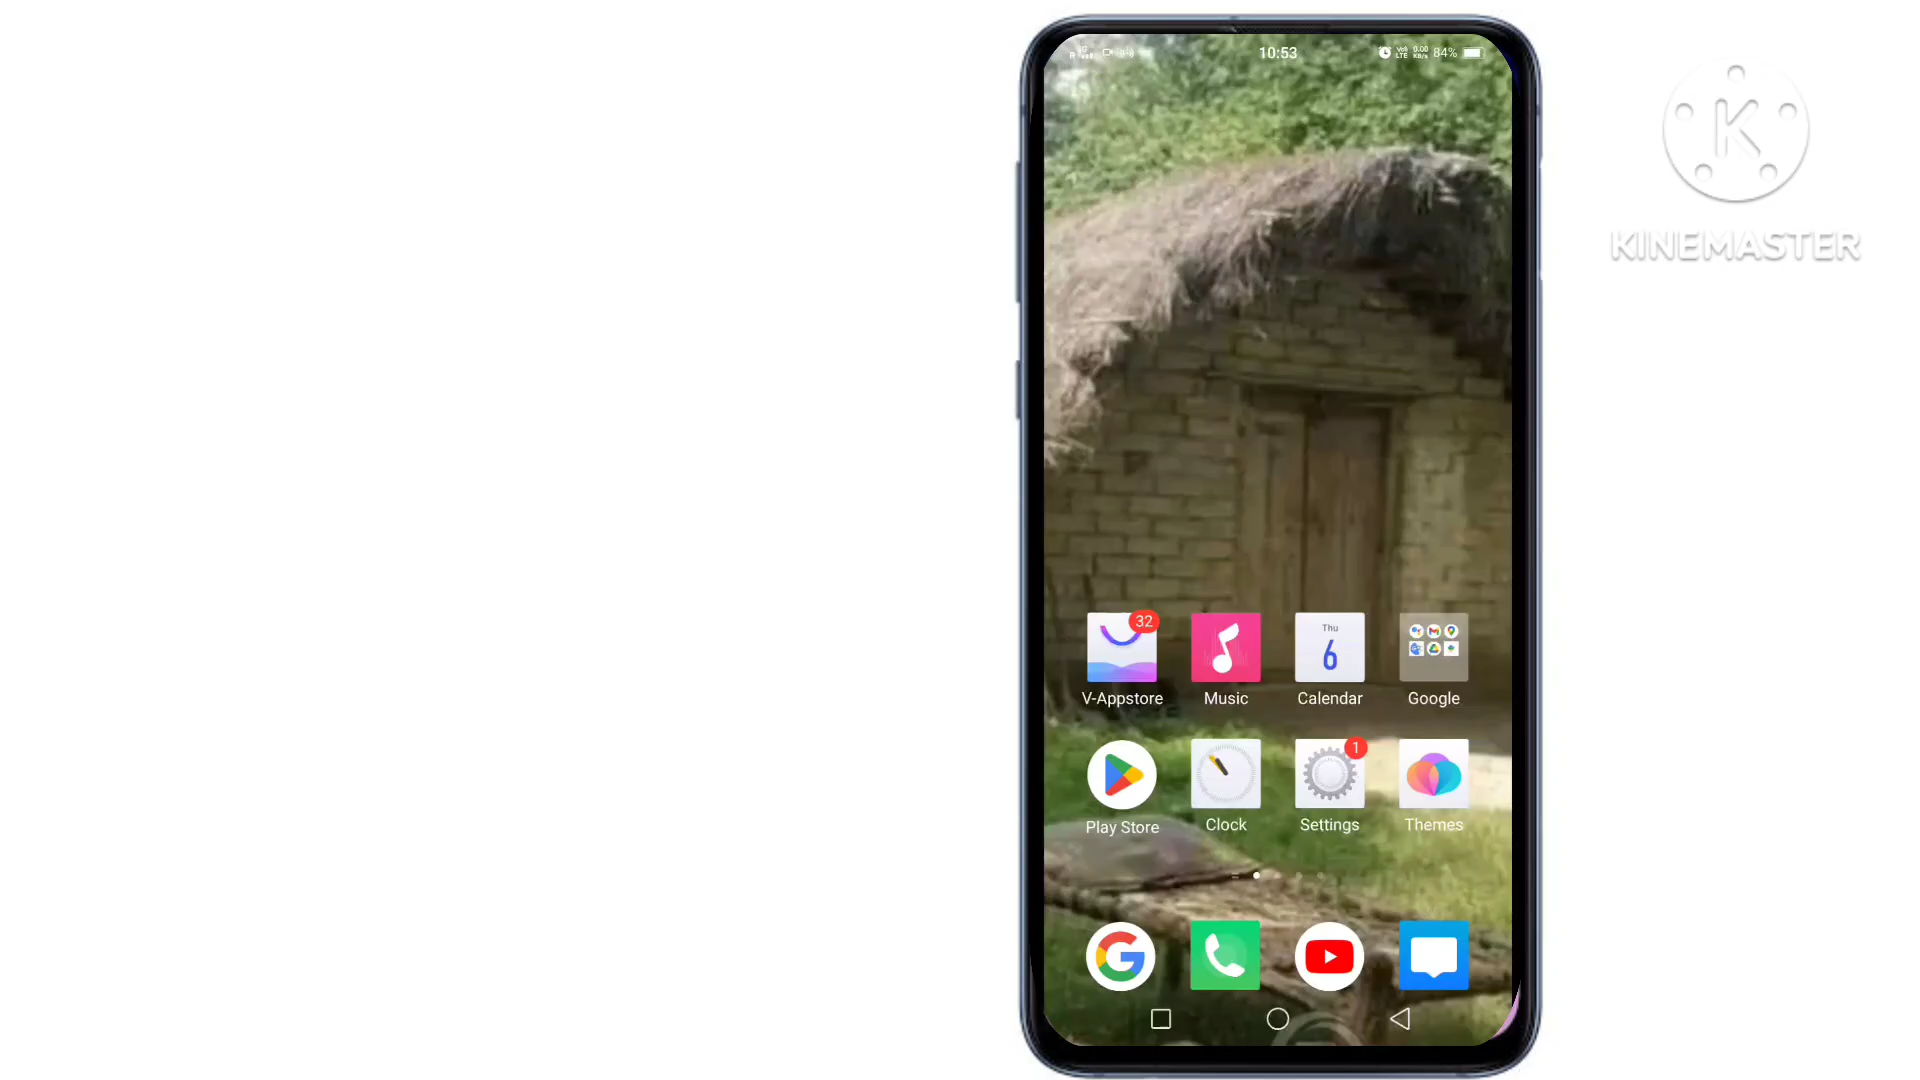 10:53
84%
KINEMASTER
32
Thu
6
V-Appstore
Music
Calendar
Google
1
Play Store
Clock
Settings
Themes